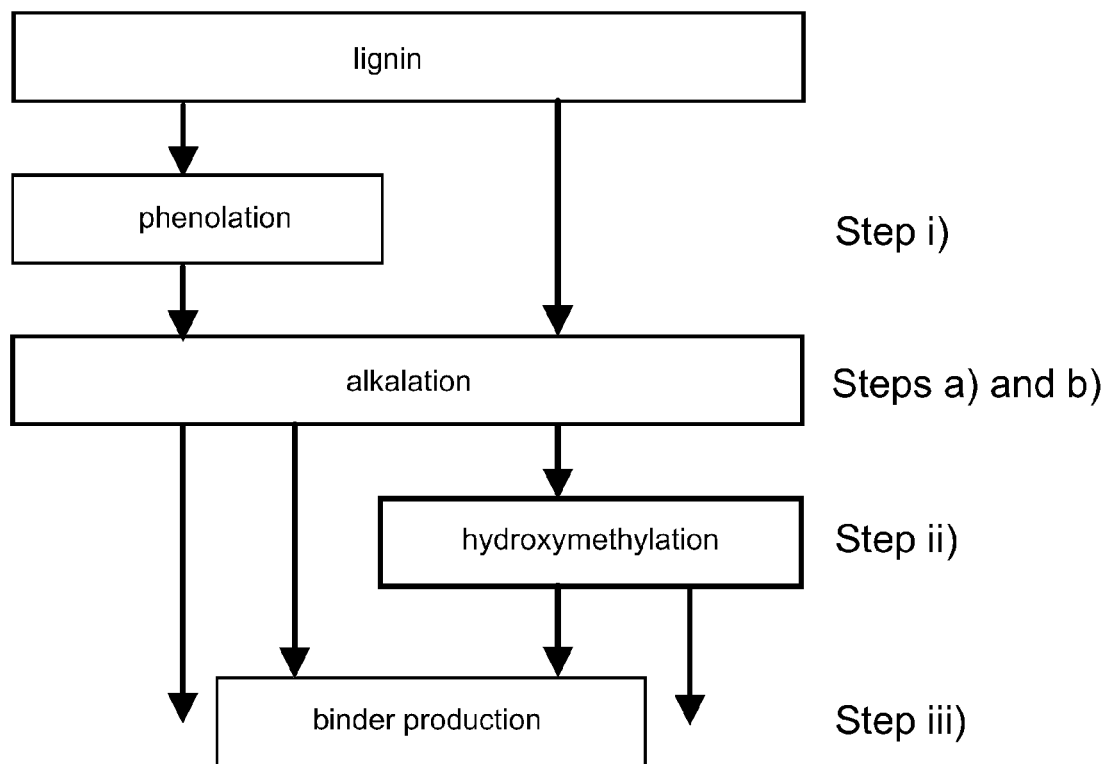 lignin
phenolation
Step i)
alkalation
Steps a) and b)
hydroxymethylation
Step ii)
binder production
Step iii)